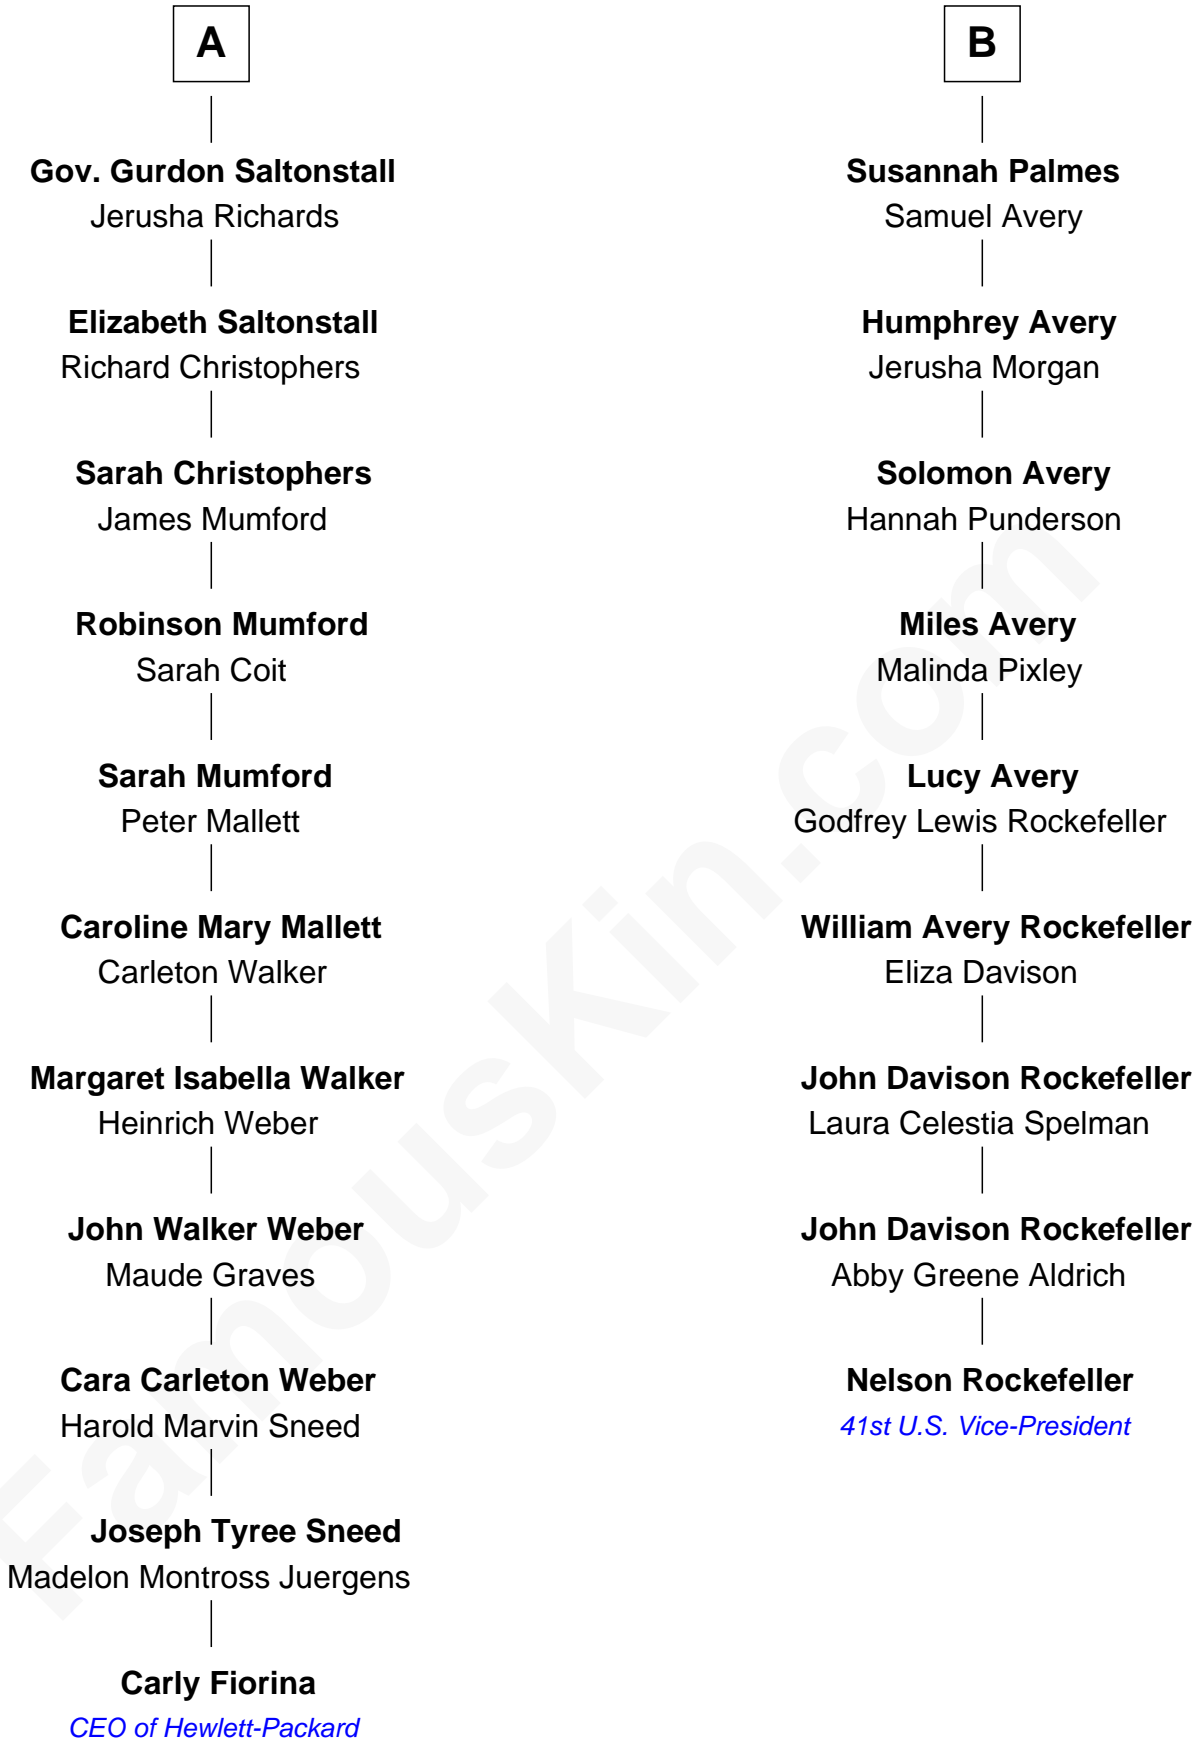 A
Gov. Gurdon Saltonstall
Jerusha Richards
Elizabeth Saltonstall
Richard Christophers
Sarah Christophers
James Mumford
Robinson Mumford
Sarah Coit
Sarah Mumford
Peter Mallett
Caroline Mary Mallett
Carleton Walker
Margaret Isabella Walker
Heinrich Weber
John Walker Weber
Maude Graves
Cara Carleton Weber
Harold Marvin Sneed
Joseph Tyree Sneed
Madelon Montross Juergens
Carly Fiorina
CEO of Hewlett-Packard
B
Susannah Palmes
Samuel Avery
Humphrey Avery
Jerusha Morgan
Solomon Avery
Hannah Punderson
Miles Avery
Malinda Pixley
Lucy Avery
Godfrey Lewis Rockefeller
William Avery Rockefeller
Eliza Davison
John Davison Rockefeller
Laura Celestia Spelman
John Davison Rockefeller
Abby Greene Aldrich
Nelson Rockefeller
41st U.S. Vice-President
FamousKin.com